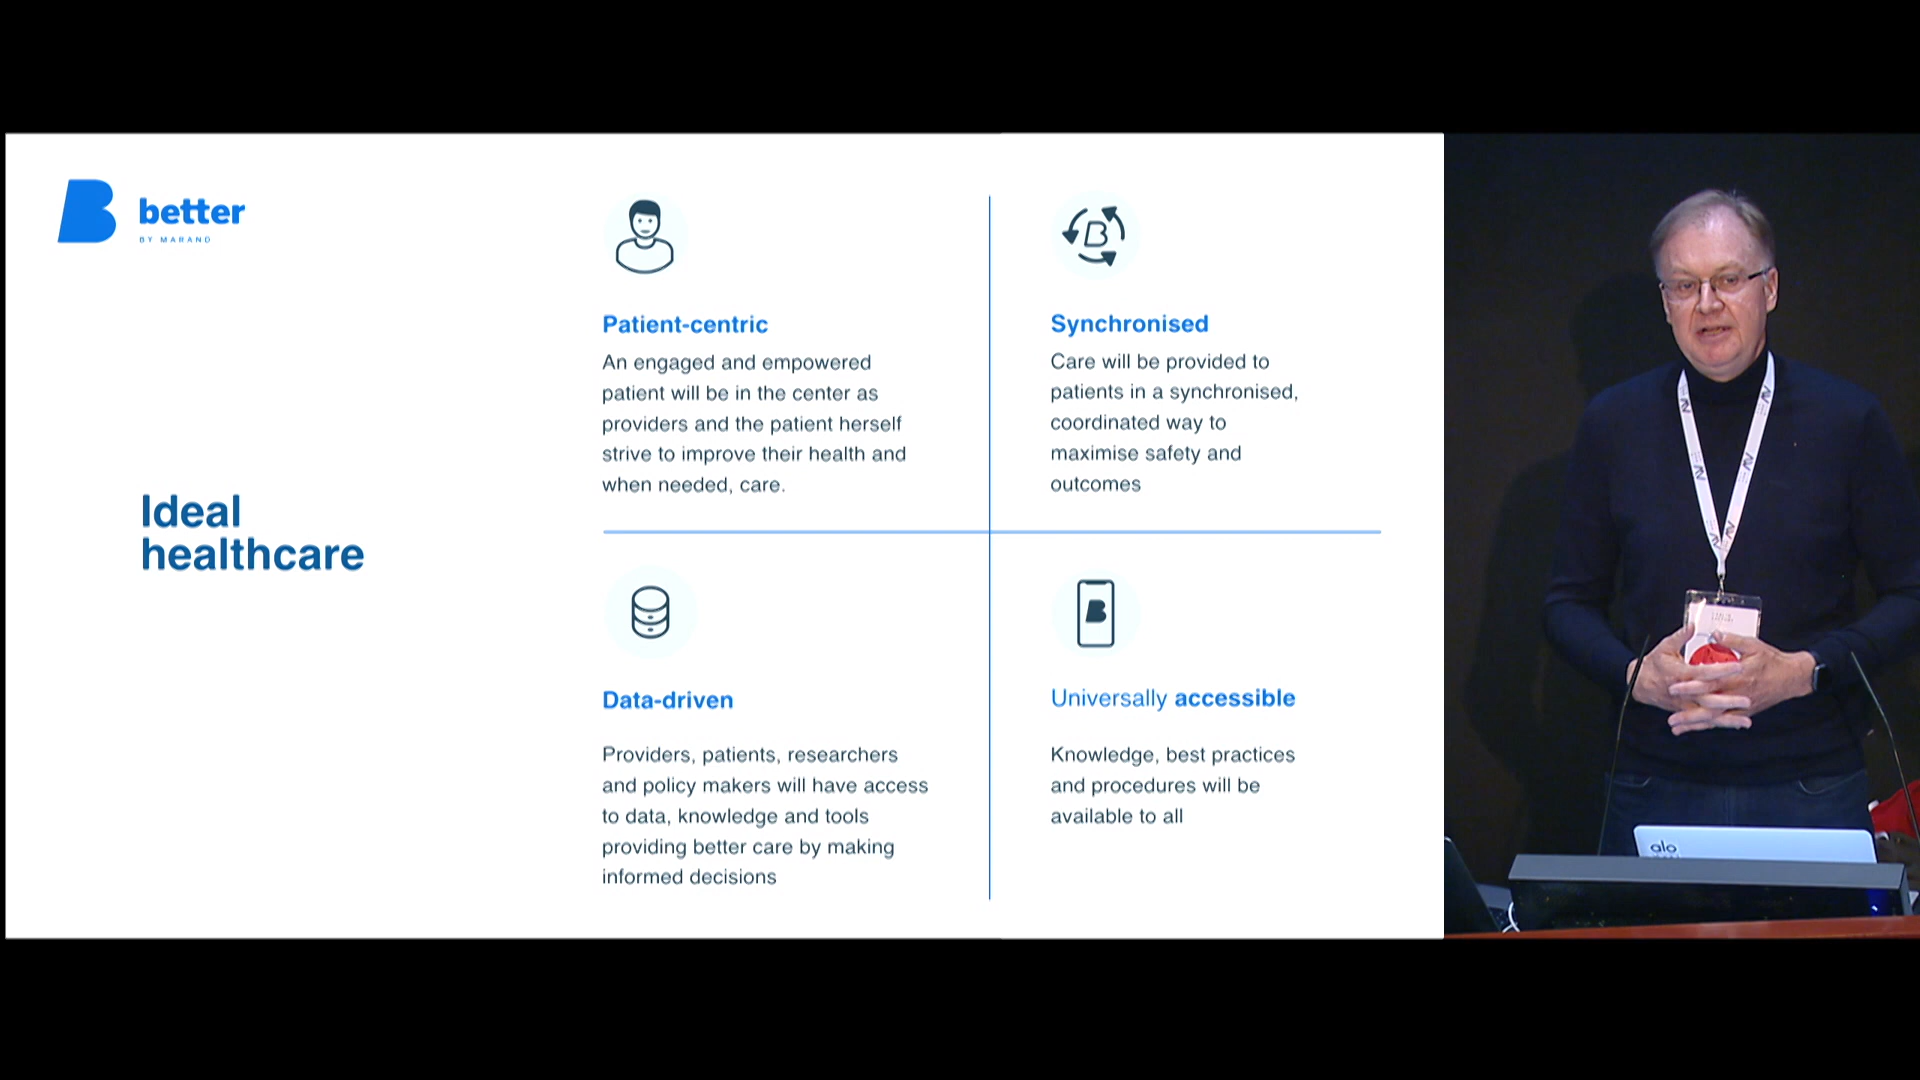 better
BY MARAND
Ideal
healthcare
Patient-centric
An engaged and empowered
patient will be in the center as
providers and the patient herself
strive to improve their health and
when needed, care.
Synchronised
Care will be provided to
patients in a synchronised,
coordinated way to
maximise safety and
outcomes
Data-driven
Providers, patients, researchers
and policy makers will have access
to data, knowledge and tools
providing better care by making
informed decisions
Universally accessible
Knowledge, best practices
and procedures will be
available to all
alo